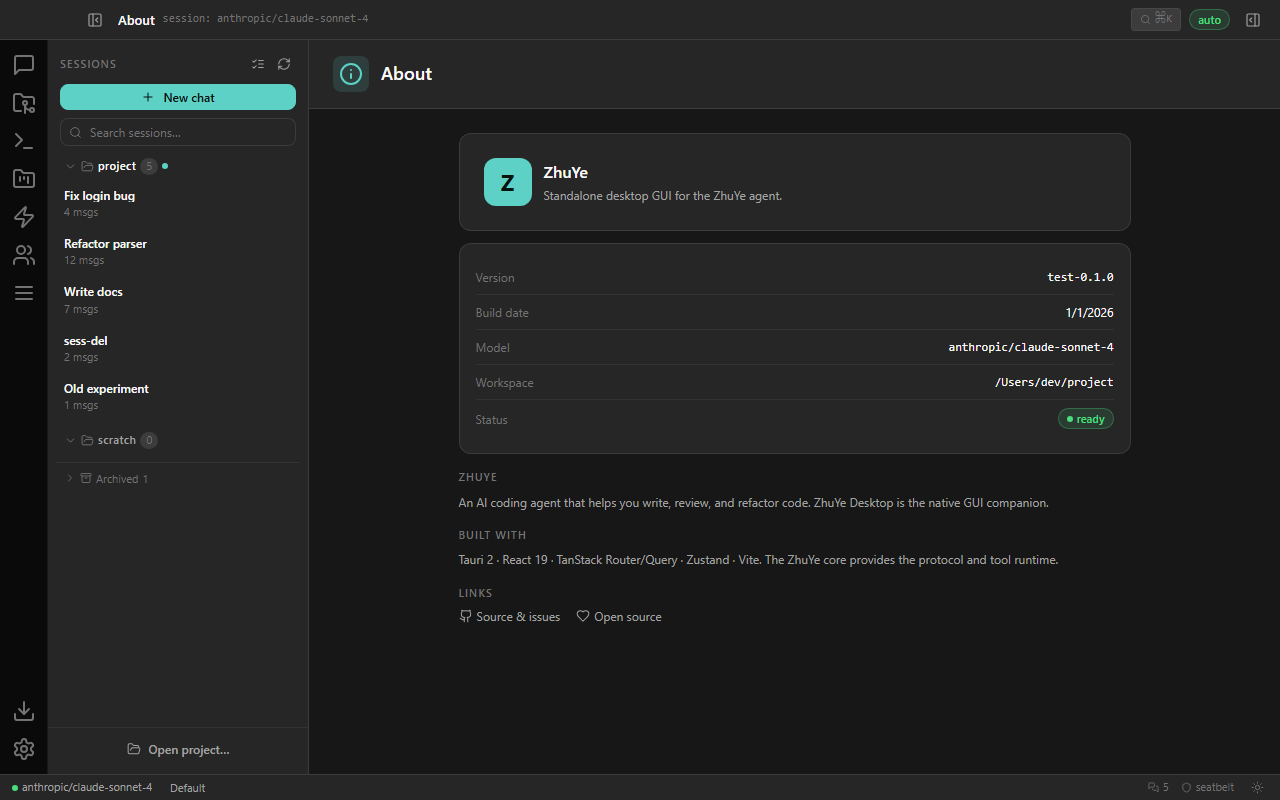 About session: anthropic/claude-sonnet-4
⌘K
auto
SESSIONS
New chat
Search sessions...
project 5
Fix login bug
4 msgs
Refactor parser
12 msgs
Write docs
7 msgs
sess-del
2 msgs
Old experiment
1 msgs
scratch 0
Archived 1
Open project...
About
Z
ZhuYe
Standalone desktop GUI for the ZhuYe agent.
Version test-0.1.0
Build date 1/1/2026
Model anthropic/claude-sonnet-4
Workspace /Users/dev/project
Status ready
ZHUYE
An AI coding agent that helps you write, review, and refactor code. ZhuYe Desktop is the native GUI companion.
BUILT WITH
Tauri 2 · React 19 · TanStack Router/Query · Zustand · Vite. The ZhuYe core provides the protocol and tool runtime.
LINKS
Source & issues Open source
anthropic/claude-sonnet-4 Default
5 seatbelt